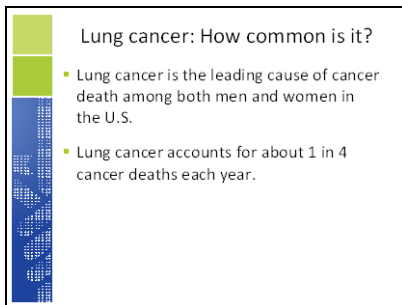 Lung cancer: How common is it?
Lung cancer is the leading cause of cancer
death among both men and women in
the U.S.
Lung cancer accounts for about 1 in 4
cancer deaths each year.